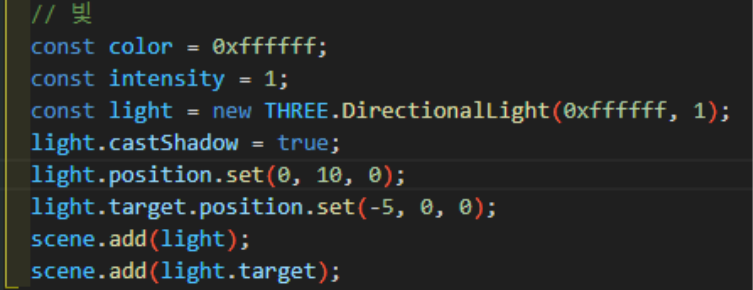 // 빛
const color = 0xffffff;
const intensity = 1;
const light = new THREE.DirectionalLight(0xffffff, 1);
light.castShadow = true;
light.position.set(0, 10, 0);
light.target.position.set(-5, 0, 0);
scene.add(light);
scene.add(light.target);